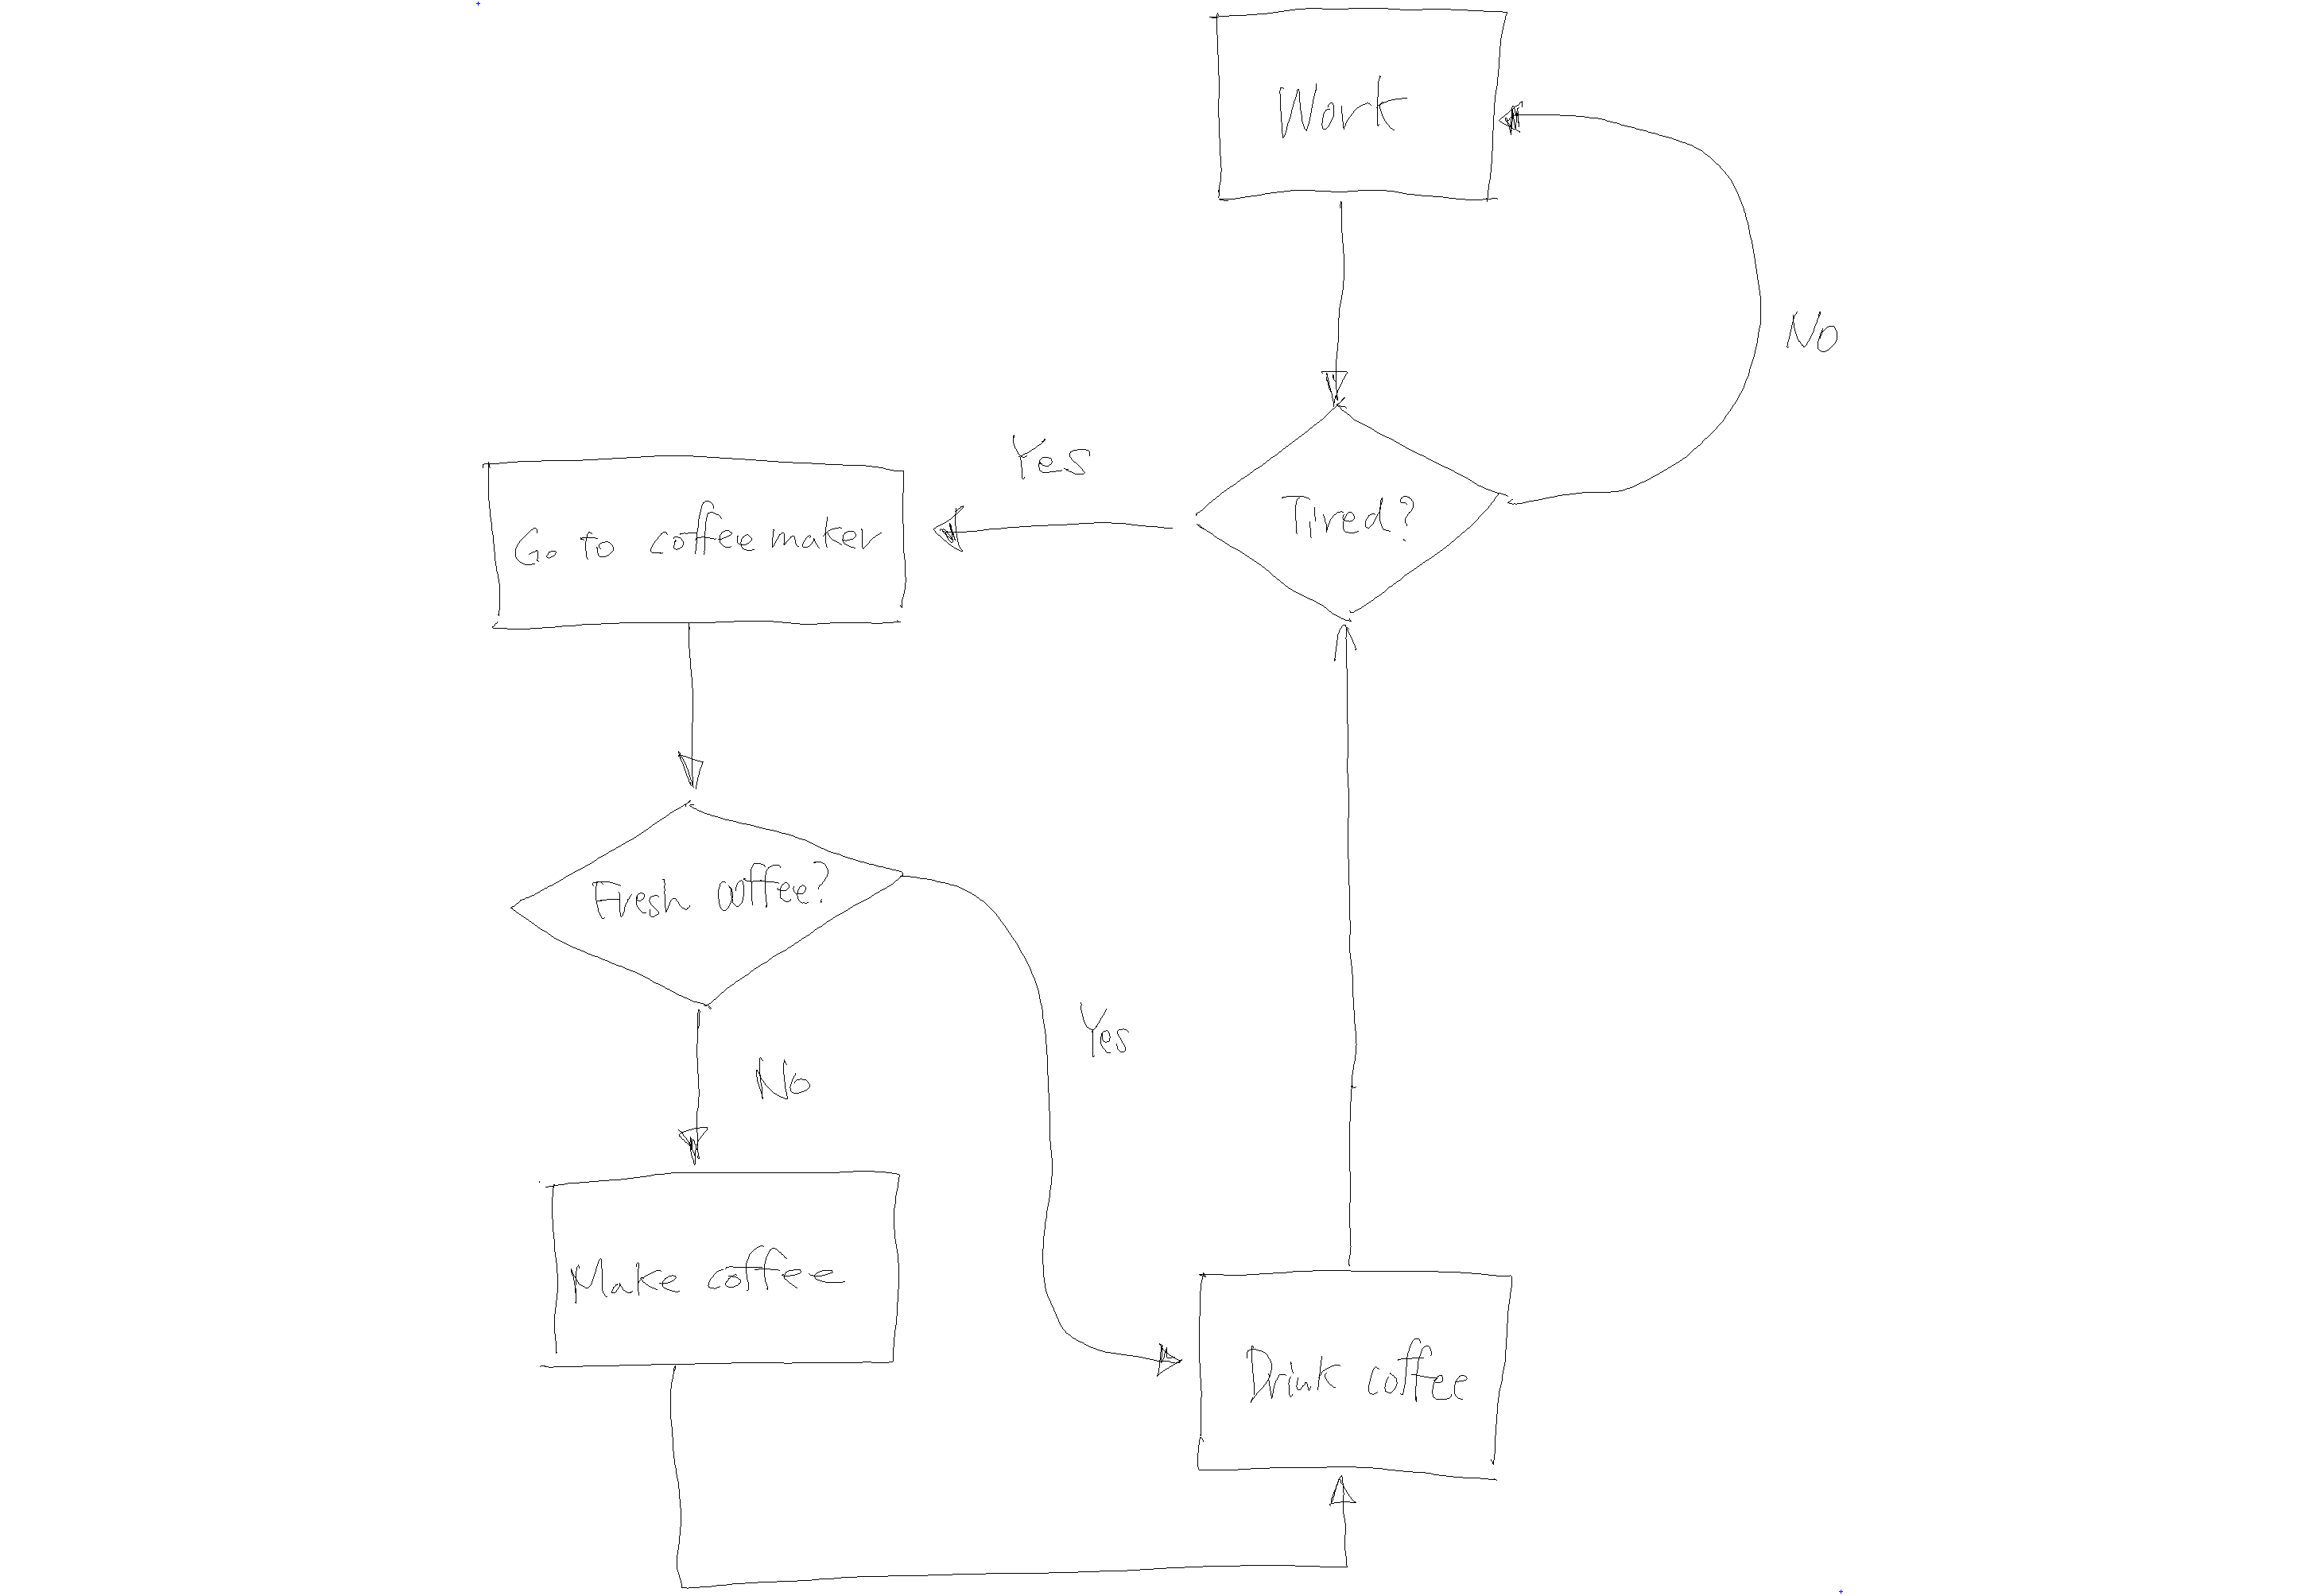 Work
No
Yes
Tired?
Go to coffee maker
Fresh coffee?
Yes
No
Make coffee
Drink coffee